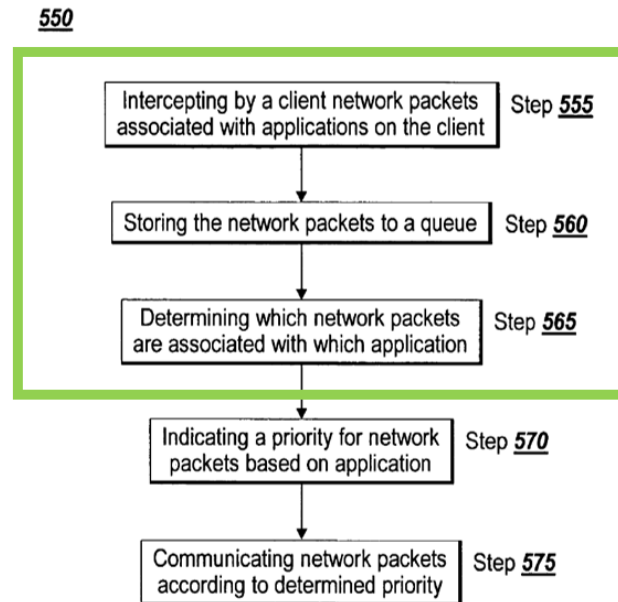 550
Intercepting by a client network packets
associated with applications on the client
Step 555
Storing the network packets to a queue
Step 560
Determining which network packets
are associated with which application
Step 565
Indicating a priority for network
packets based on application
Step 570
Communicating network packets
according to determined priority
Step 575